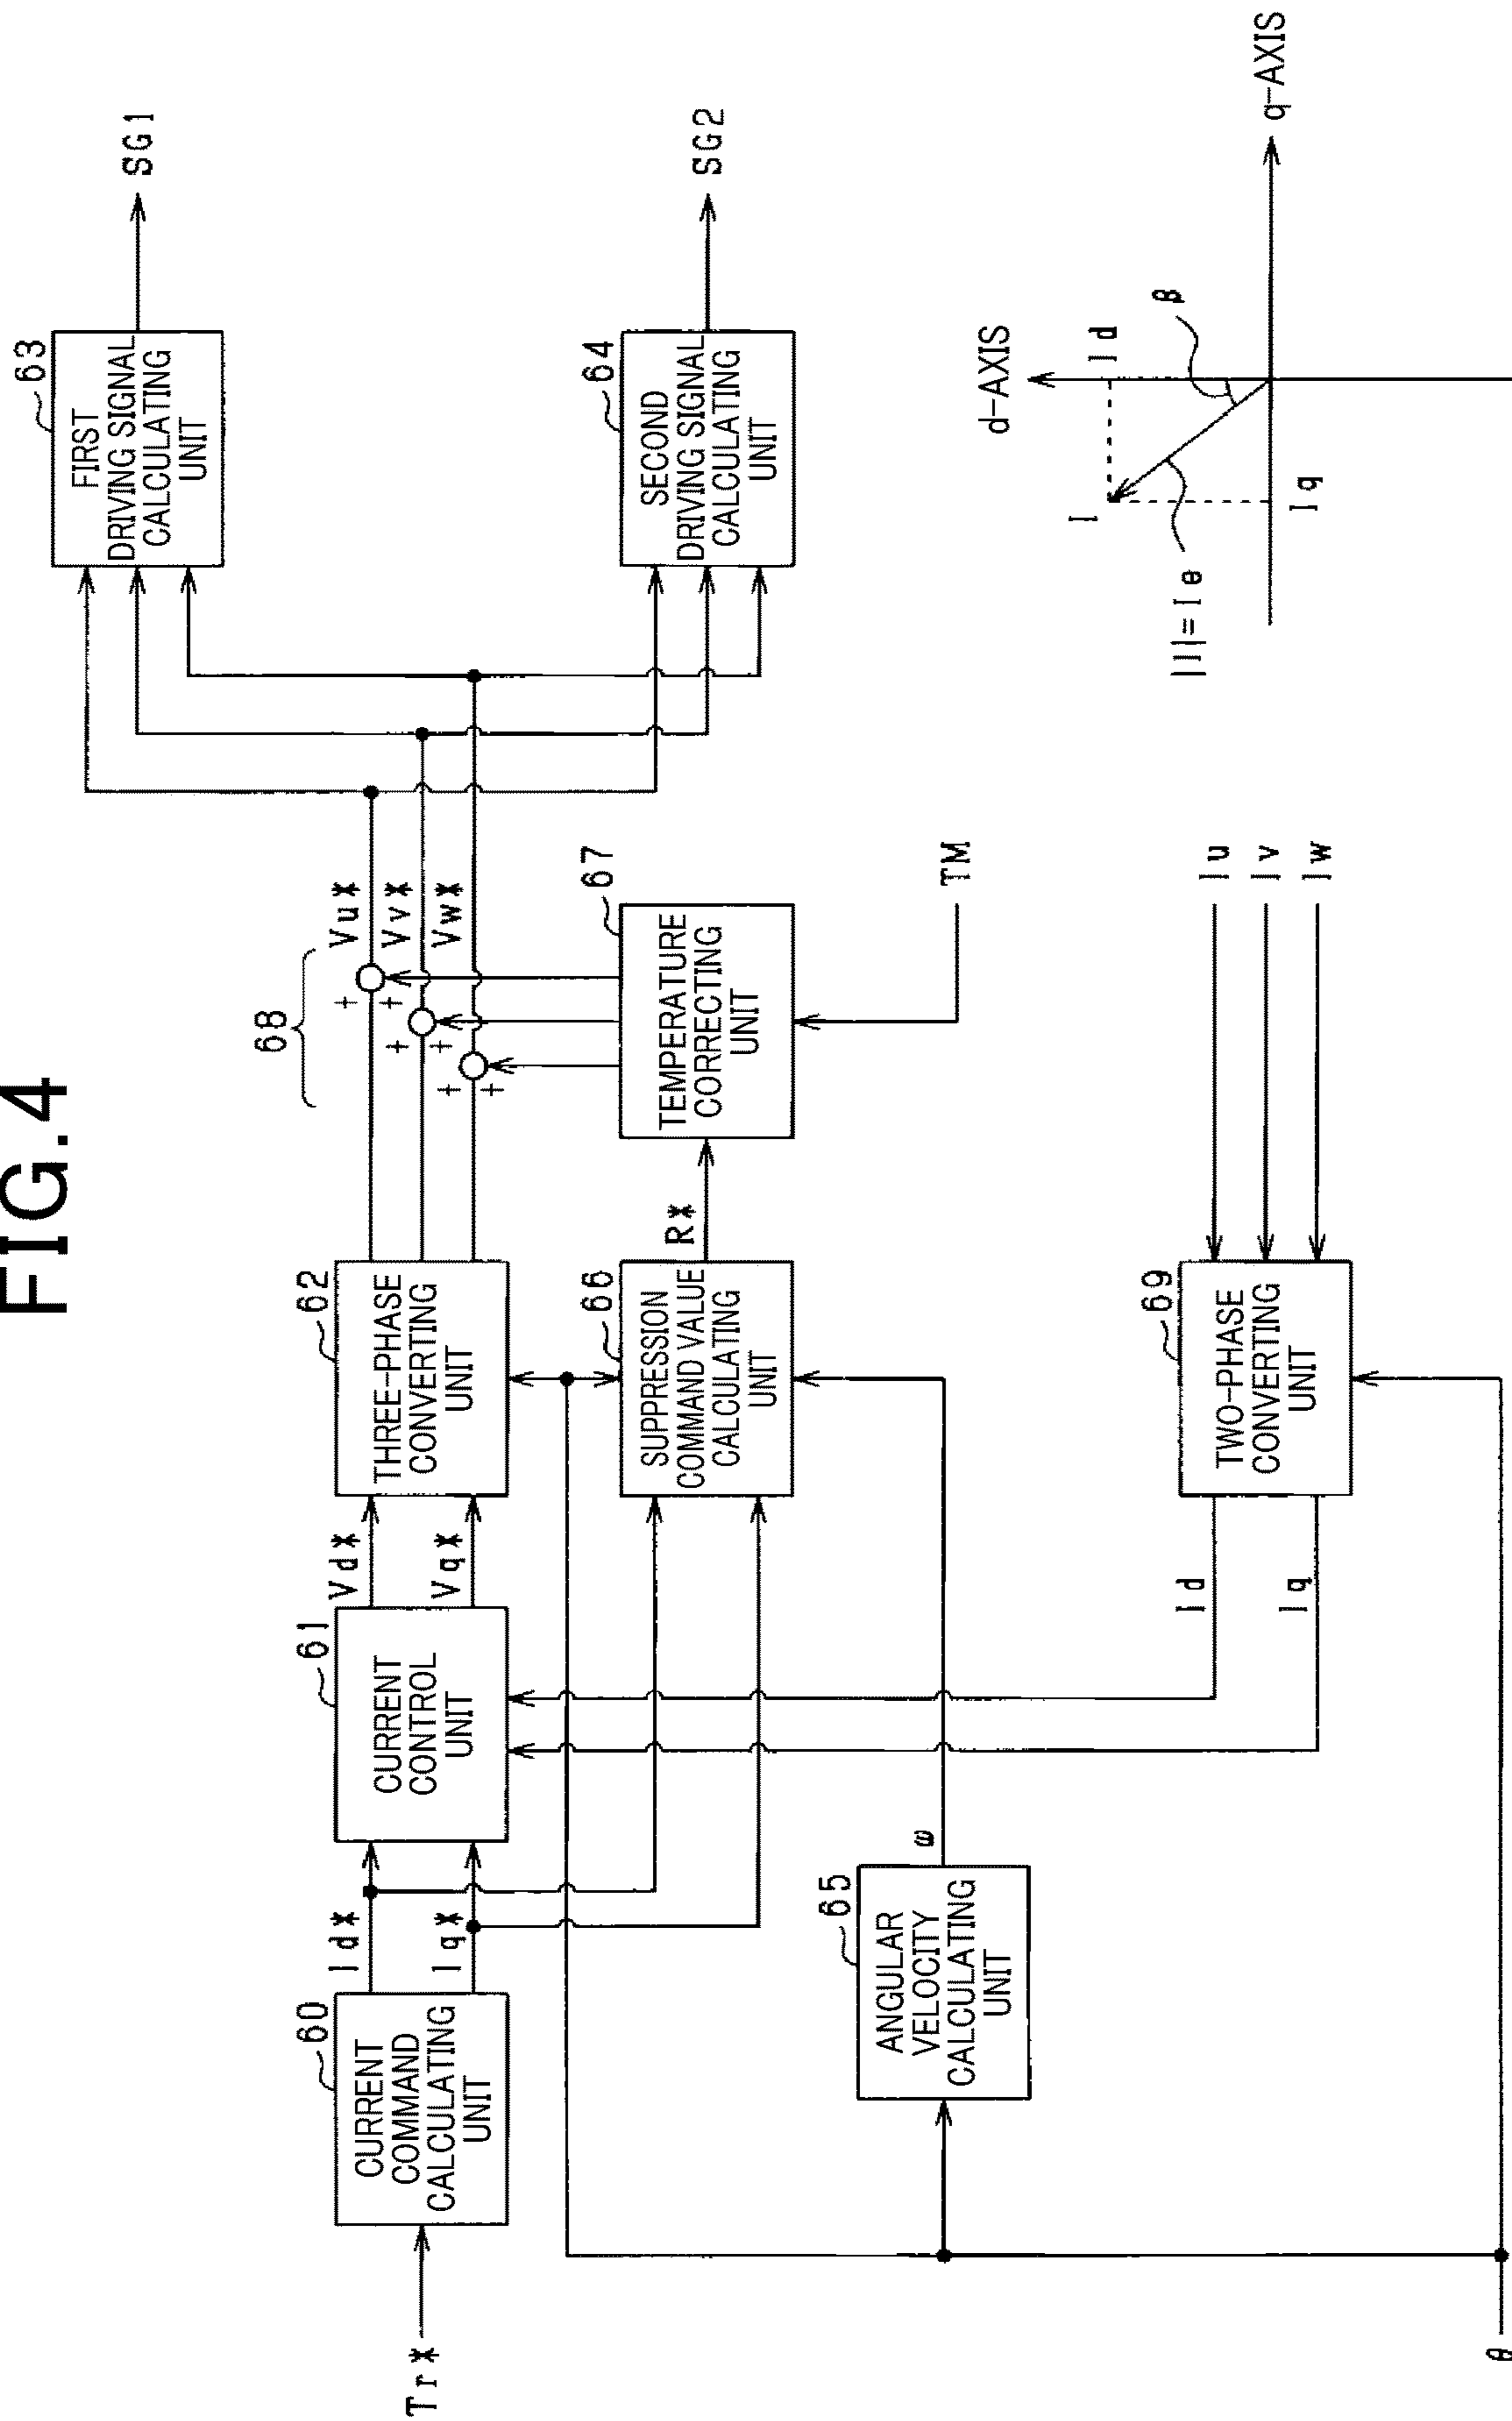 FIG.4
Tr*
60
CURRENT
COMMAND
CALCULATING
UNIT
Id*
Iq*
61
CURRENT
CONTROL
UNIT
Vd*
Vq*
62
THREE-PHASE
CONVERTING
UNIT
68
+
+
+
+
+
+
Vu*
Vv*
Vw*
63
FIRST
DRIVING SIGNAL
CALCULATING
UNIT
SG1
64
SECOND
DRIVING SIGNAL
CALCULATING
UNIT
SG2
66
SUPPRESSION
COMMAND VALUE
CALCULATING
UNIT
R*
67
TEMPERATURE
CORRECTING
UNIT
TM
65
ANGULAR
VELOCITY
CALCULATING
UNIT
ω
Id
Iq
69
TWO-PHASE
CONVERTING
UNIT
Iu
Iv
Iw
θ
d-AXIS
I
Id
β
|I|=Ie
Iq
q-AXIS